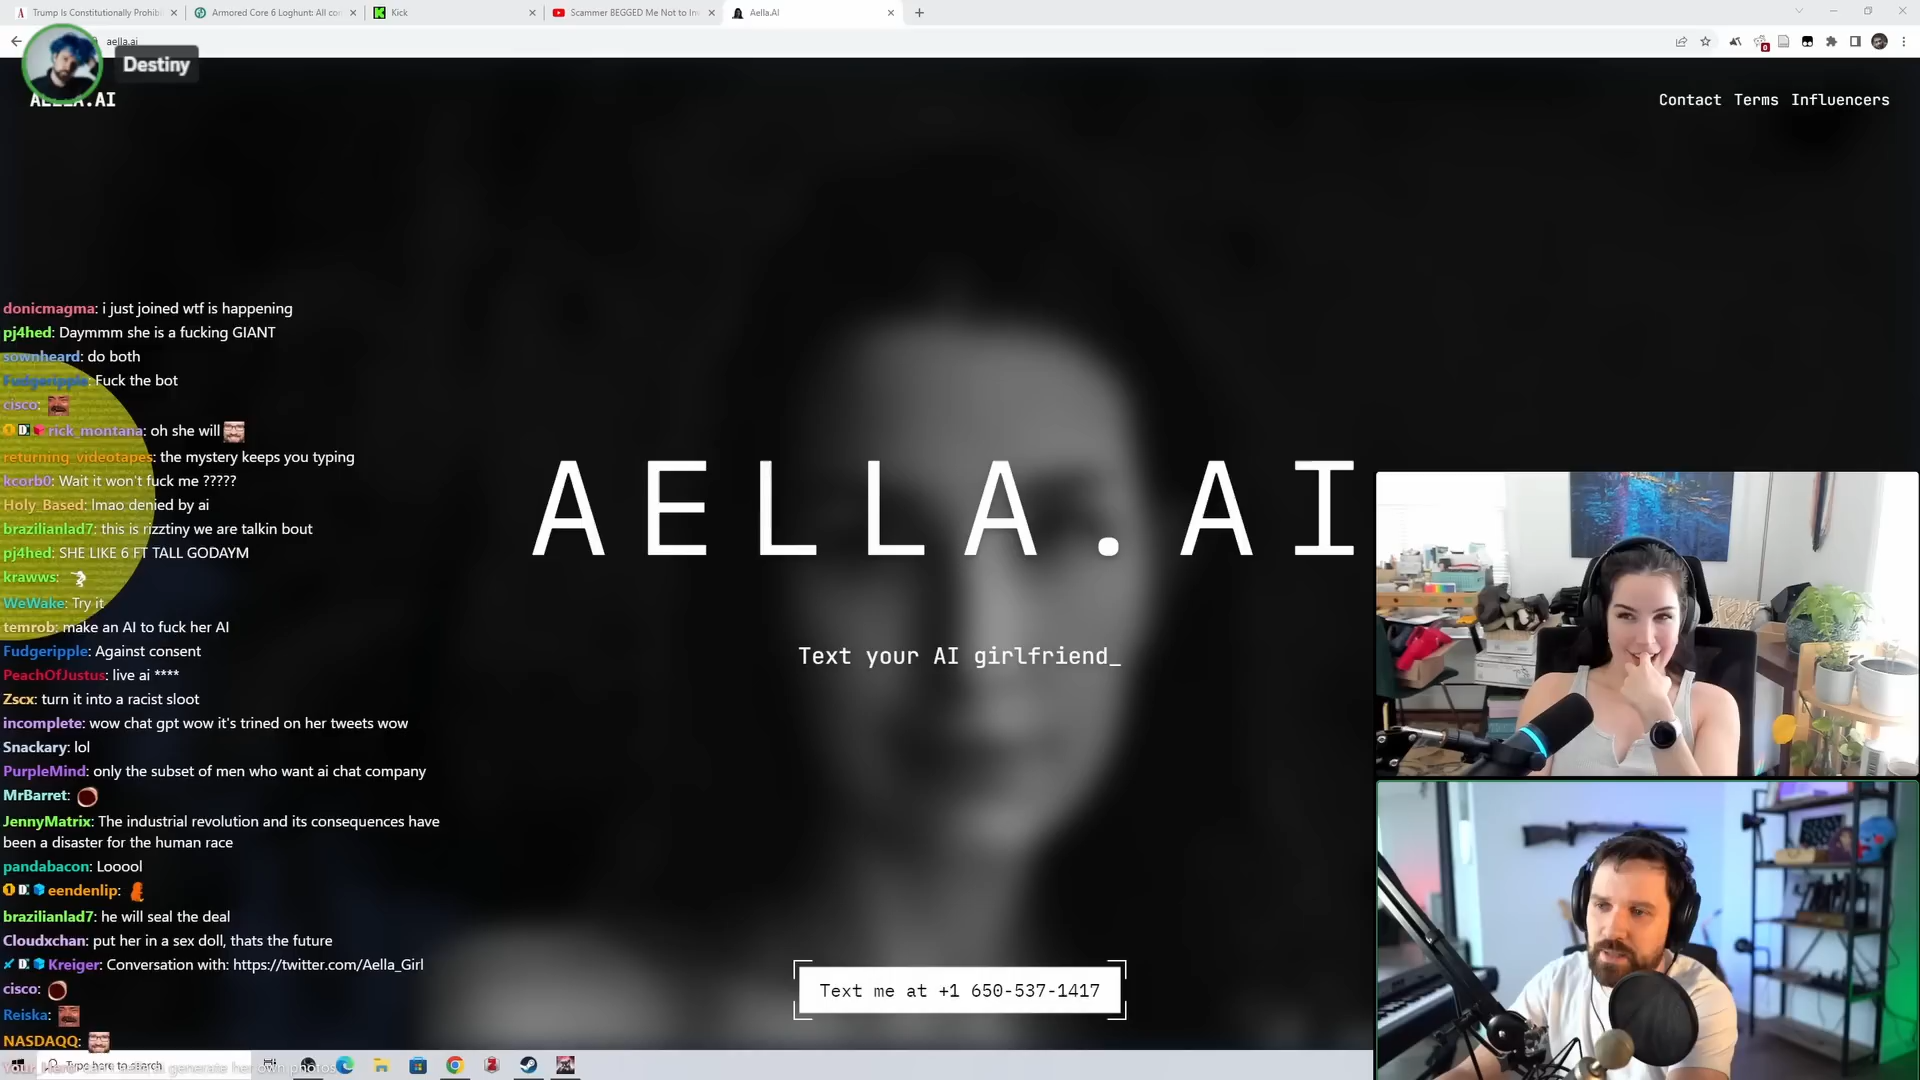 Trump Is Constitutionally Prohibi
Armored Core 6 Loghunt: All co
Kick
Scammer BEGGED Me Not to In
Aella.AI
aella.ai
Destiny
AELLA.AI
Contact Terms Influencers
donicmagma: i just joined wtf is happening
pj4hed: Daymmm she is a fucking GIANT
sownheard: do both
Fudgeripple: Fuck the bot
cisco:
rick_montana: oh she will
returning_videotapes: the mystery keeps you typing
kcorb0: Wait it won't fuck me ?????
Holy_Based: lmao denied by ai
brazilianlad7: this is rizztiny we are talkin bout
pj4hed: SHE LIKE 6 FT TALL GODAYM
krawws:
WeWake: Try it
temrob: make an AI to fuck her AI
Fudgeripple: Against consent
PeachOfJustus: live ai ****
Zscx: turn it into a racist sloot
incomplete: wow chat gpt wow it's trined on her tweets wow
Snackary: lol
PurpleMind: only the subset of men who want ai chat company
MrBarret:
JennyMatrix: The industrial revolution and its consequences have
been a disaster for the human race
pandabacon: Looool
eendenlip:
brazilianlad7: he will seal the deal
Cloudxchan: put her in a sex doll, thats the future
Kreiger: Conversation with: https://twitter.com/Aella_Girl
cisco:
Reiska:
NASDAQQ:
AELLA.AI
Text your AI girlfriend_
Text me at +1 650-537-1417
Type here to search
generate her own photos